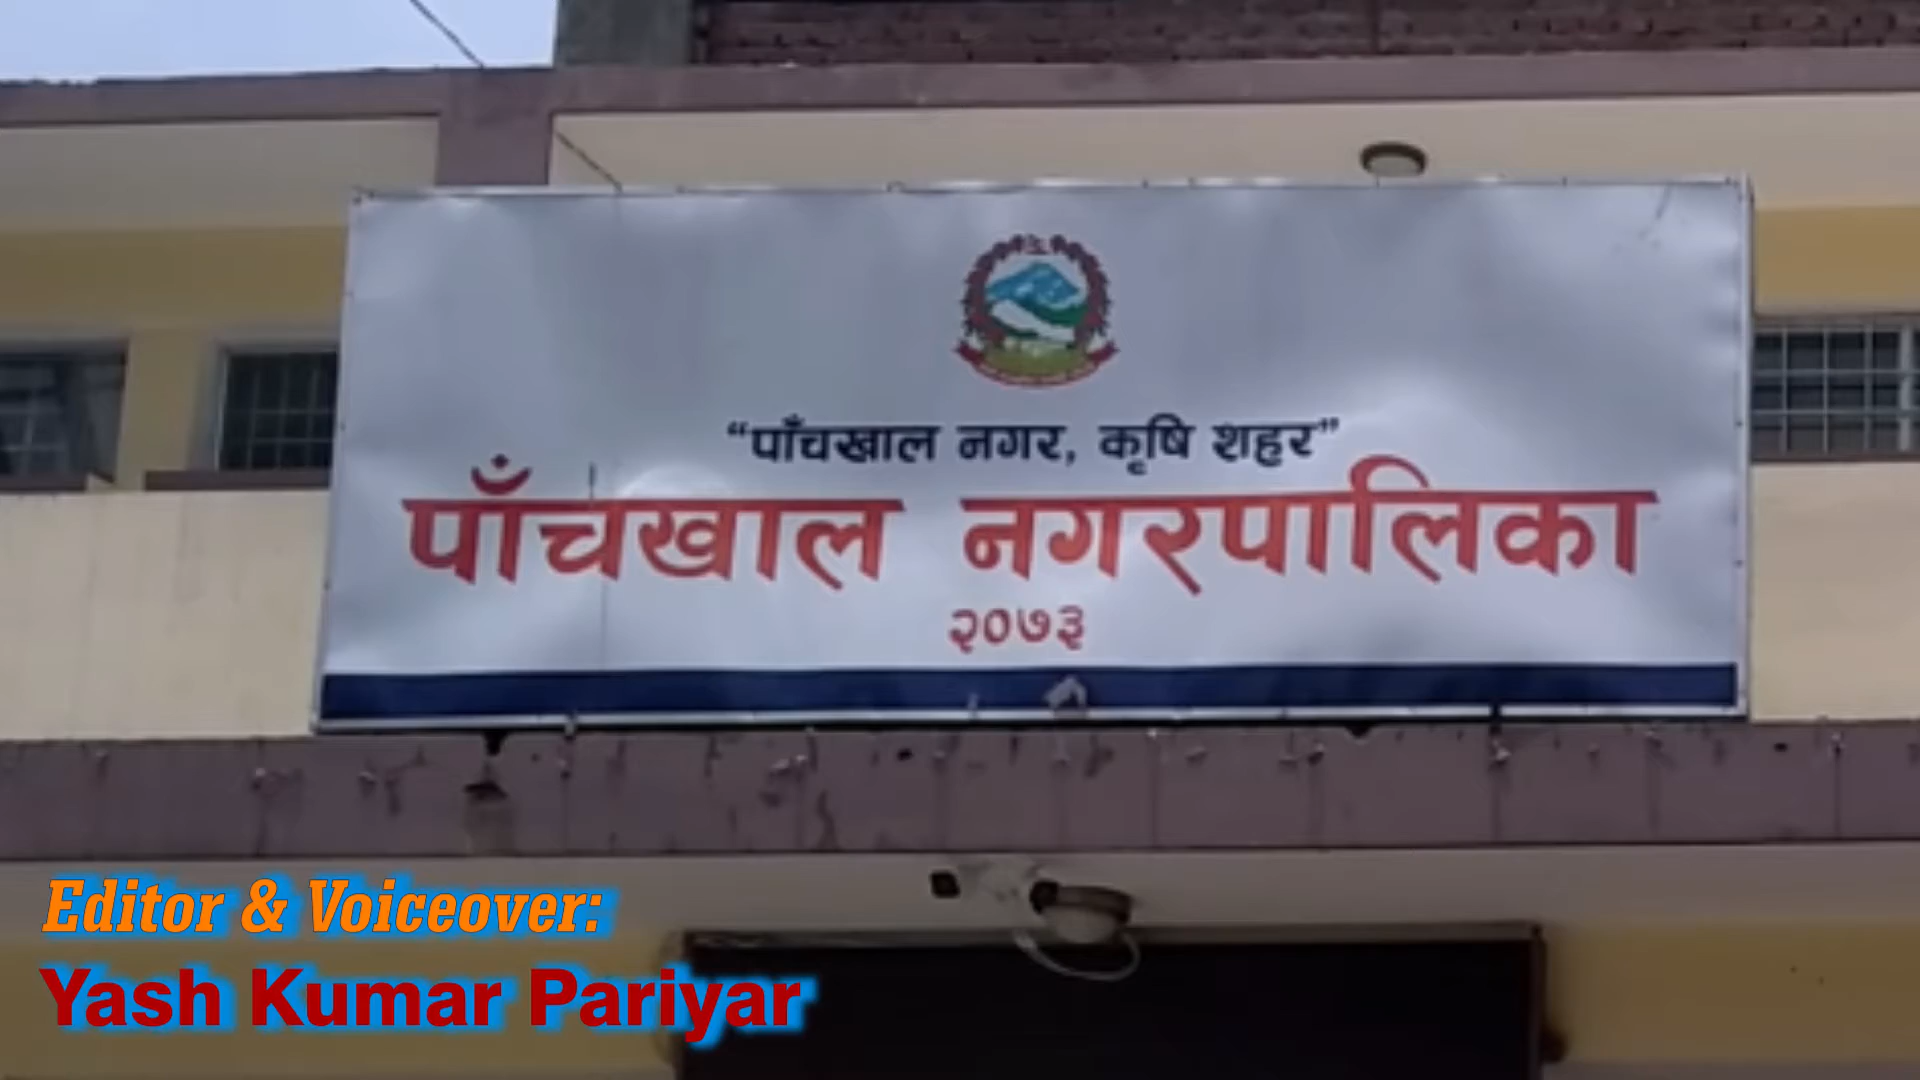 “पाँचखाल नगर, कृषि शहर”
पाँचखाल नगरपालिका
२०७३
Editor & Voiceover:
Yash Kumar Pariyar